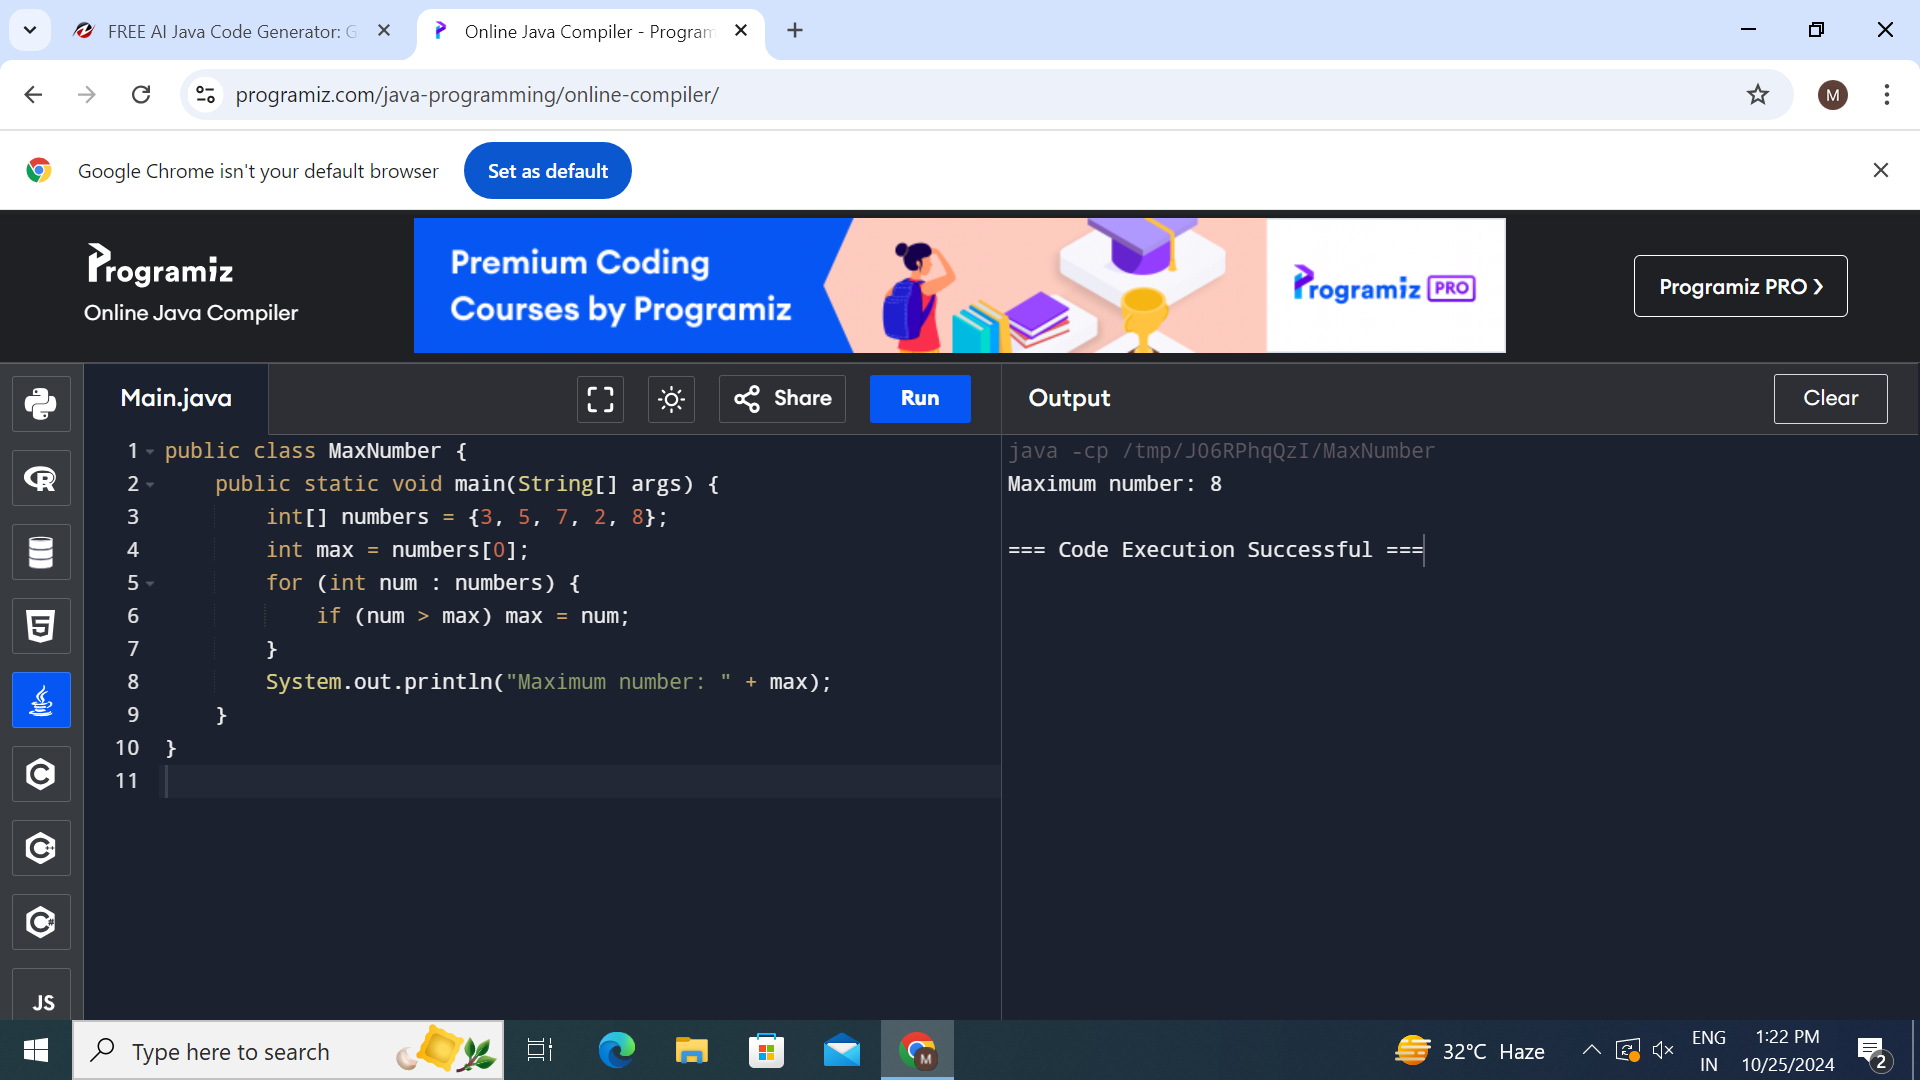 FREE AI Java Code Generator: G
Online Java Compiler - Program
programiz.com/java-programming/online-compiler/
M
Google Chrome isn't your default browser
Set as default
Programiz
Online Java Compiler
Premium Coding
Courses by Programiz
Programiz PRO
Programiz PRO ❯
Main.java
Share
Run
Output
Clear
1 public class MaxNumber {
2     public static void main(String[] args) {
3         int[] numbers = {3, 5, 7, 2, 8};
4         int max = numbers[0];
5         for (int num : numbers) {
6             if (num > max) max = num;
7         }
8         System.out.println("Maximum number: " + max);
9     }
10 }
11
java -cp /tmp/JO6RPhqQzI/MaxNumber
Maximum number: 8
=== Code Execution Successful ===
R
5
C
C++
C#
JS
Type here to search
M
32°C Haze
ENG
IN
1:22 PM
10/25/2024
2